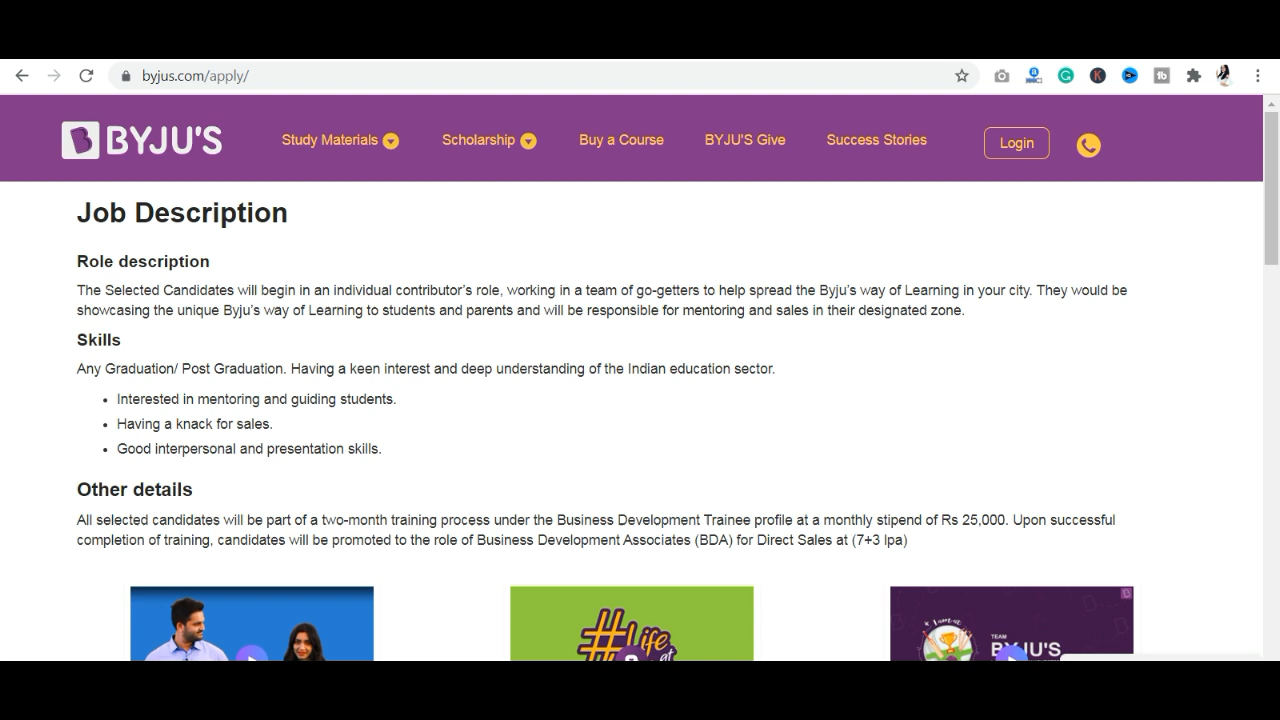 byjus.com/apply/
BYJU'S
Study Materials
Scholarship
Buy a Course
BYJU'S Give
Success Stories
Login
Job Description
Role description
The Selected Candidates will begin in an individual contributor’s role, working in a team of go-getters to help spread the Byju’s way of Learning in your city. They would be
showcasing the unique Byju’s way of Learning to students and parents and will be responsible for mentoring and sales in their designated zone.
Skills
Any Graduation/ Post Graduation. Having a keen interest and deep understanding of the Indian education sector.
• Interested in mentoring and guiding students.
• Having a knack for sales.
• Good interpersonal and presentation skills.
Other details
All selected candidates will be part of a two-month training process under the Business Development Trainee profile at a monthly stipend of Rs 25,000. Upon successful
completion of training, candidates will be promoted to the role of Business Development Associates (BDA) for Direct Sales at (7+3 lpa)
#Life
at
TEAM
BYJU'S